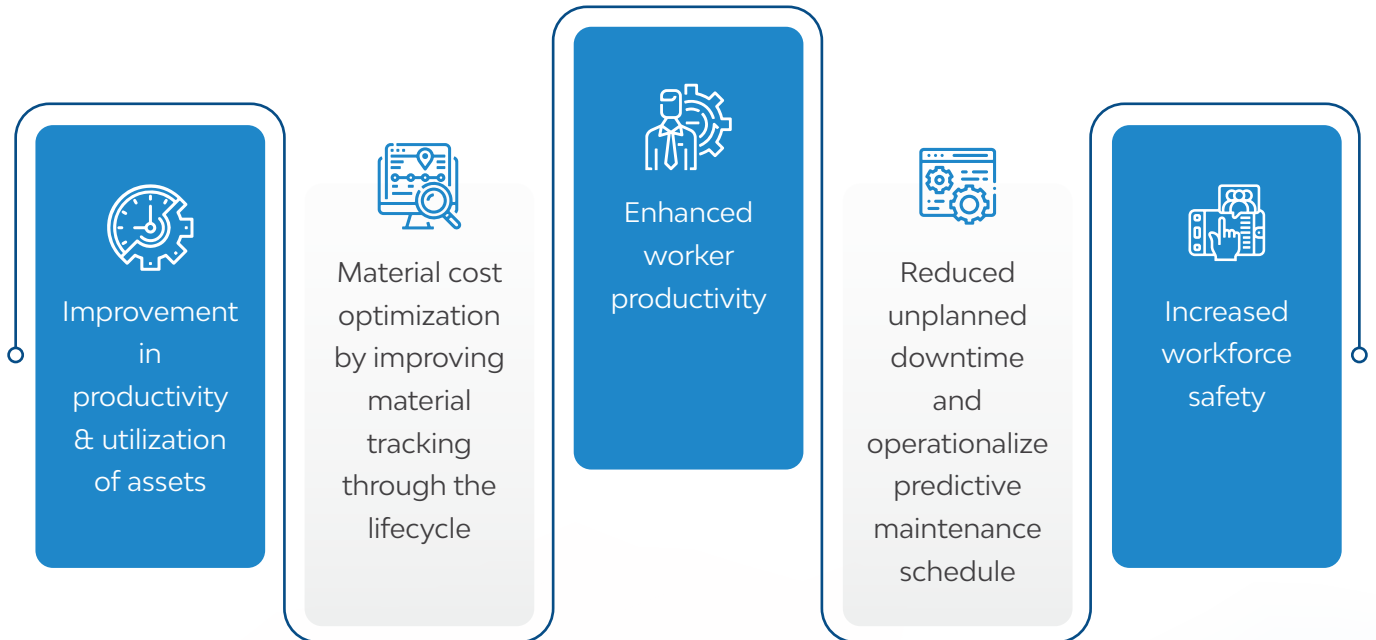 Improvement
in
productivity
& utilization
of assets
Material cost
optimization
by improving
material
tracking
through the
lifecycle
Enhanced
worker
productivity
Reduced
unplanned
downtime
and
operationalize
predictive
maintenance
schedule
Increased
workforce
safety